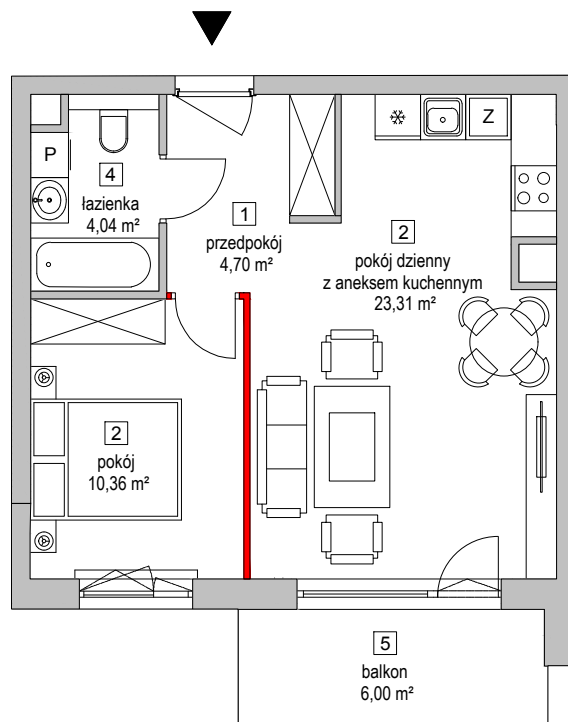 Z
P
4
łazienka
4,04 m²
1
przedpokój
4,70 m²
2
pokój dzienny
z aneksem kuchennym
23,31 m²
2
pokój
10,36 m²
5
balkon
6,00 m²